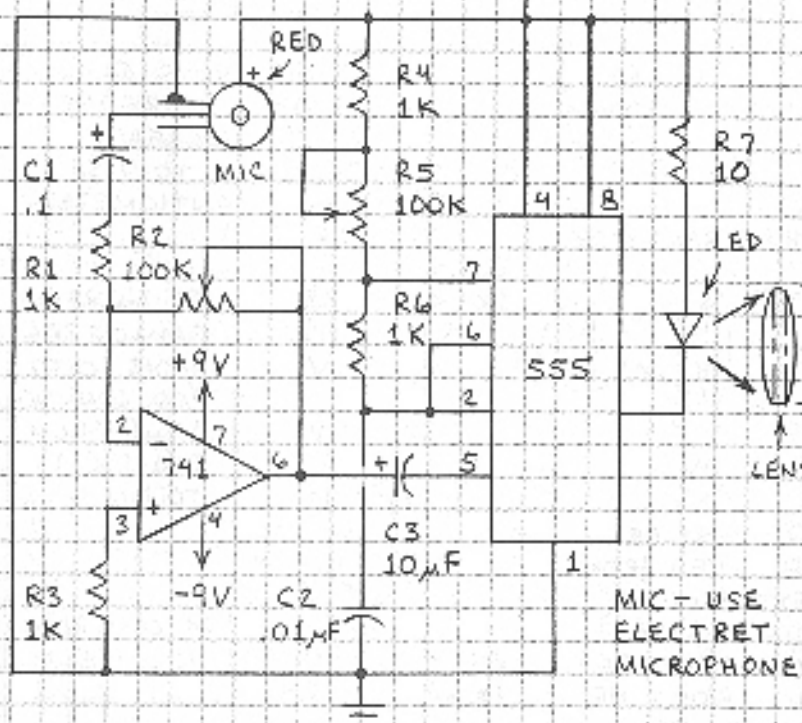 +
RED
R4
1K
+
MIC
C1
.1
R5
100K
R7
10
4
8
LED
R2
100K
R1
1K
7
R6
1K
6
555
+9V
2
2
7
-
741
6
+
5
+
3
4
C3
10µF
1
-9V
R3
1K
C2
.01µF
LENS
MIC - USE
ELECTRET
MICROPHONE